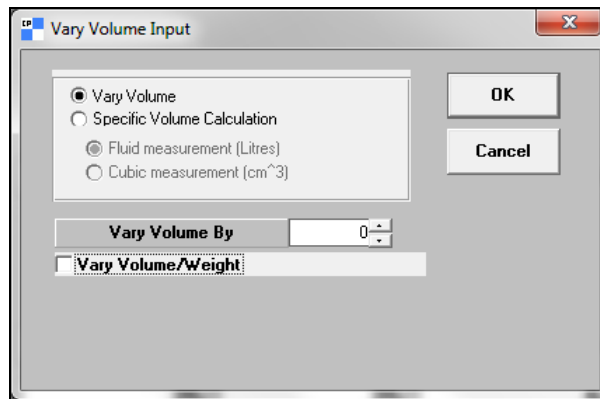 CP
Vary Volume Input
Vary Volume
Specific Volume Calculation
Fluid measurement (Litres)
Cubic measurement (cm^3)
OK
Cancel
Vary Volume By
0
Vary Volume/Weight